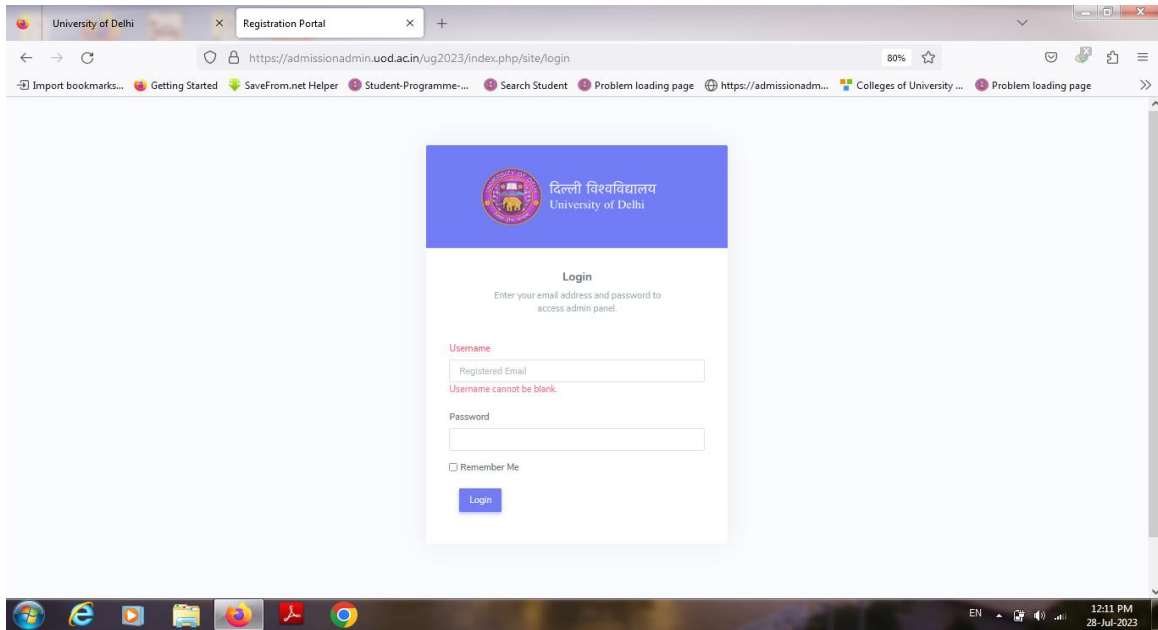 University of Delhi
Registration Portal
https://admissionadmin.uod.ac.in/ug2023/index.php/site/login
80%
Import bookmarks... Getting Started SaveFrom.net Helper Student-Programme-... Search Student Problem loading page https://admissionadm... Colleges of University ... Problem loading page
दिल्ली विश्वविद्यालय
University of Delhi
Login
Enter your email address and password to
access admin panel.
Username
Registered Email
Username cannot be blank.
Password
Remember Me
Login
EN
12:11 PM
28-Jul-2023